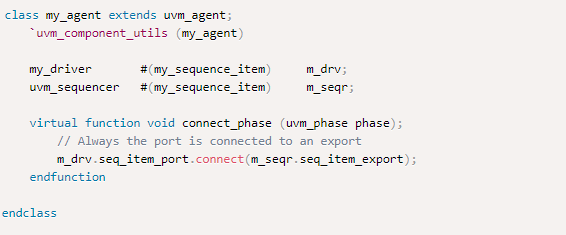 class my_agent extends uvm_agent;
`uvm_component_utils (my_agent)
my_driver #(my_sequence_item) m_drv;
uvm_sequencer #(my_sequence_item) m_seqr;
virtual function void connect_phase (uvm_phase phase);
// Always the port is connected to an export
m_drv.seq_item_port.connect(m_seqr.seq_item_export);
endfunction
endclass